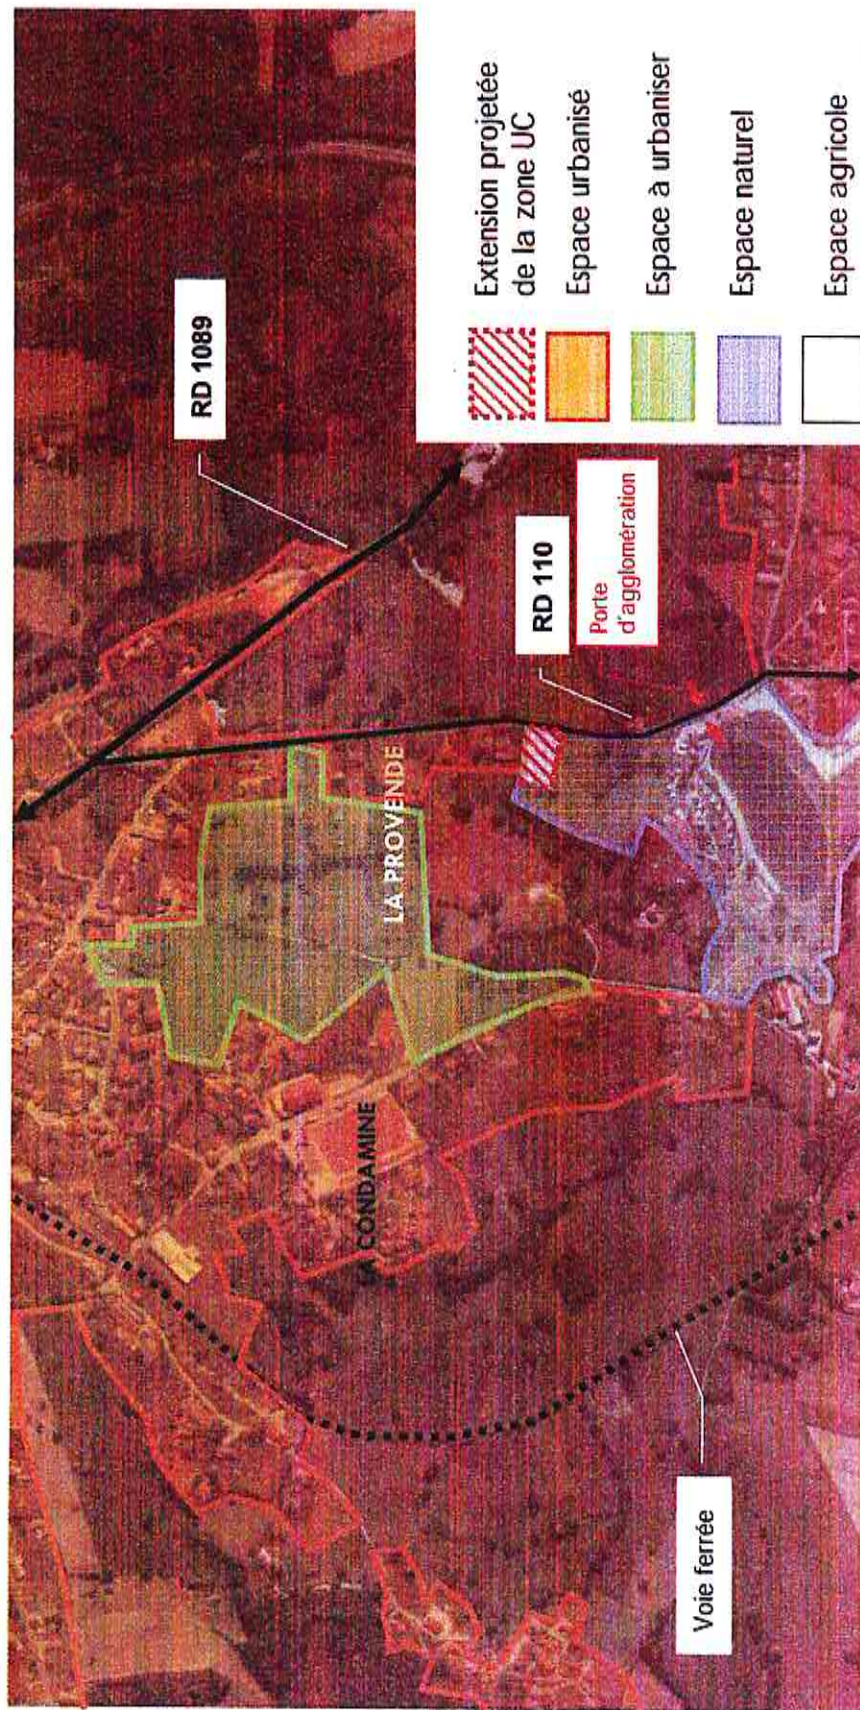 RD 1089
RD 110
Porte
d'agglomération
LA PROVENDE
LA CONDAMINE
Voie ferrée
Extension projetée
de la zone UC
Espace urbanisé
Espace à urbaniser
Espace naturel
Espace agricole